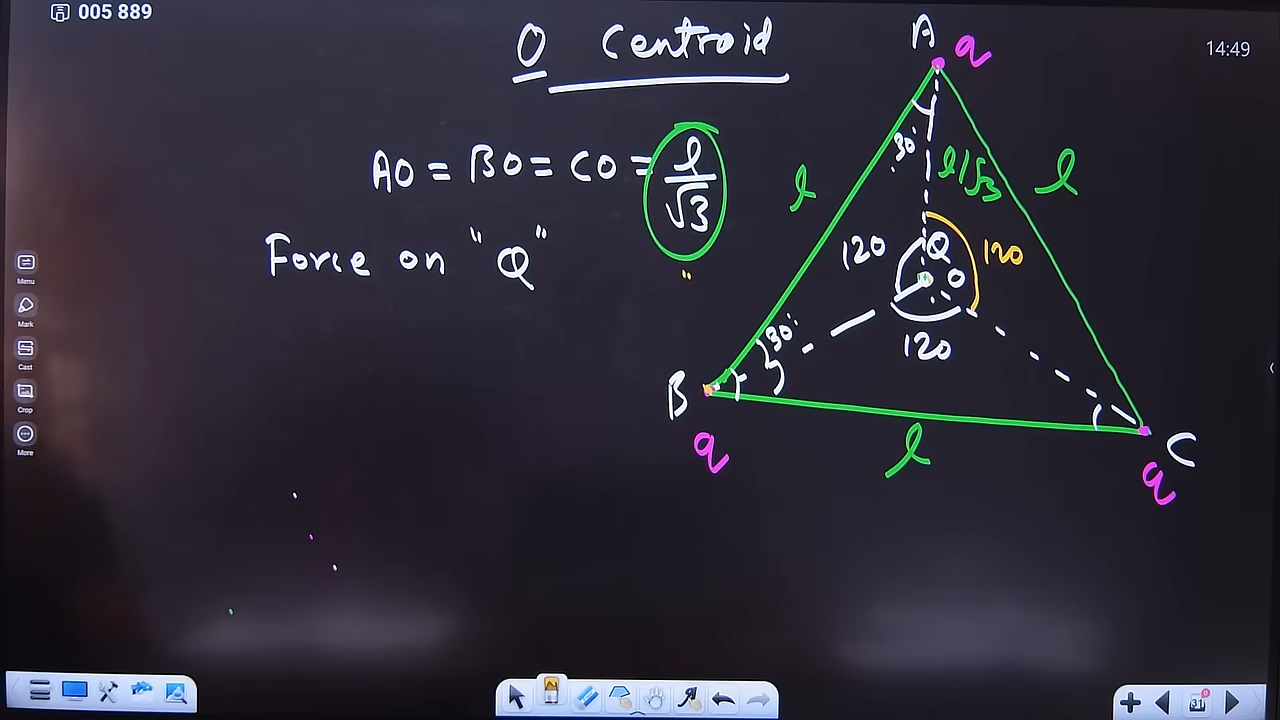 005 889
14:49
O Centroid
AO = BO = CO = l/√3
Force on "Q"
A q
30°
l
l/√3
l
120
Q
O
120
120
30°
B
q
l
C
q
Menu
Mark
Cast
Crop
More
31